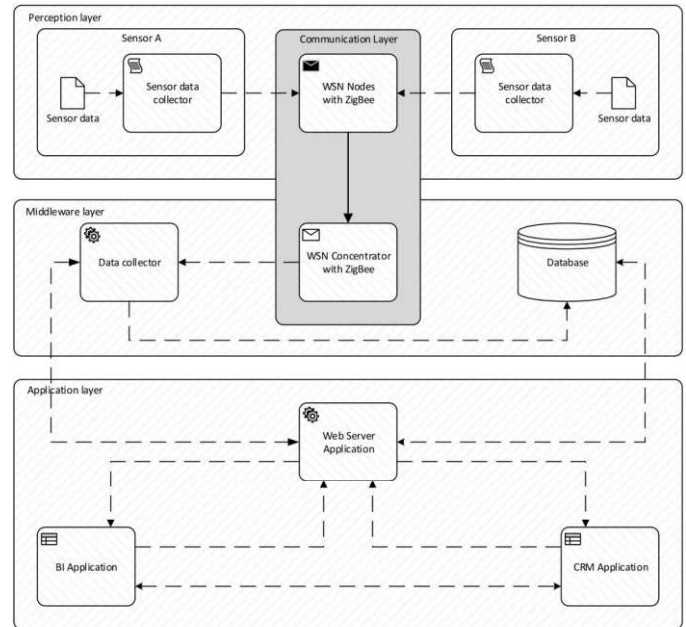 Perception layer
Sensor A
Communication Layer
Sensor B
Sensor data
Sensor data
collector
WSN Nodes
with ZigBee
Sensor data
collector
Sensor data
Middleware layer
Data collector
WSN Concentrator
with ZigBee
Database
Application layer
Web Server
Application
BI Application
CRM Application